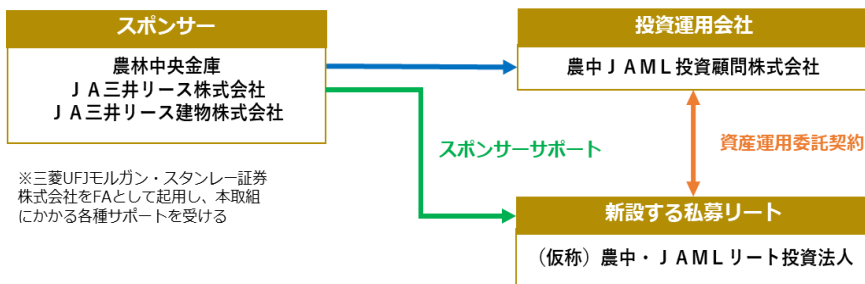 スポンサー
農林中央金庫
ＪＡ三井リース株式会社
ＪＡ三井リース建物株式会社
※三菱UFJモルガン・スタンレー証券
株式会社をFAとして起用し、本取組
にかかる各種サポートを受ける
スポンサーサポート
投資運用会社
農中ＪＡＭＬ投資顧問株式会社
資産運用委託契約
新設する私募リート
（仮称）農中・ＪＡＭＬリート投資法人